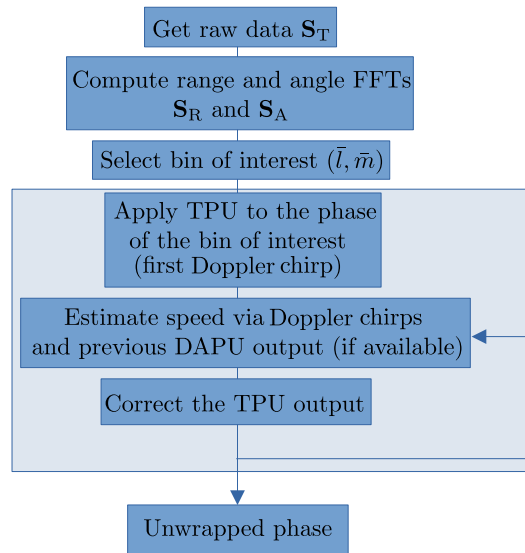 Get raw data S_T
Compute range and angle FFTs
S_R and S_A
Select bin of interest (l̄, m̄)
Apply TPU to the phase
of the bin of interest
(first Doppler chirp)
Estimate speed via Doppler chirps
and previous DAPU output (if available)
Correct the TPU output
Unwrapped phase